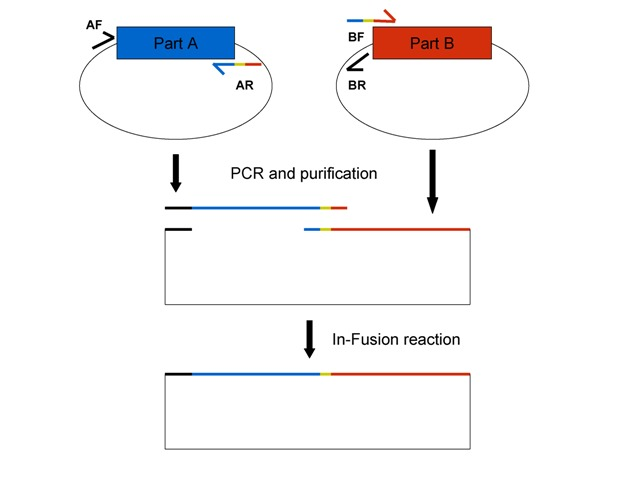 AF
Part A
AR
BF
Part B
BR
PCR and purification
In-Fusion reaction